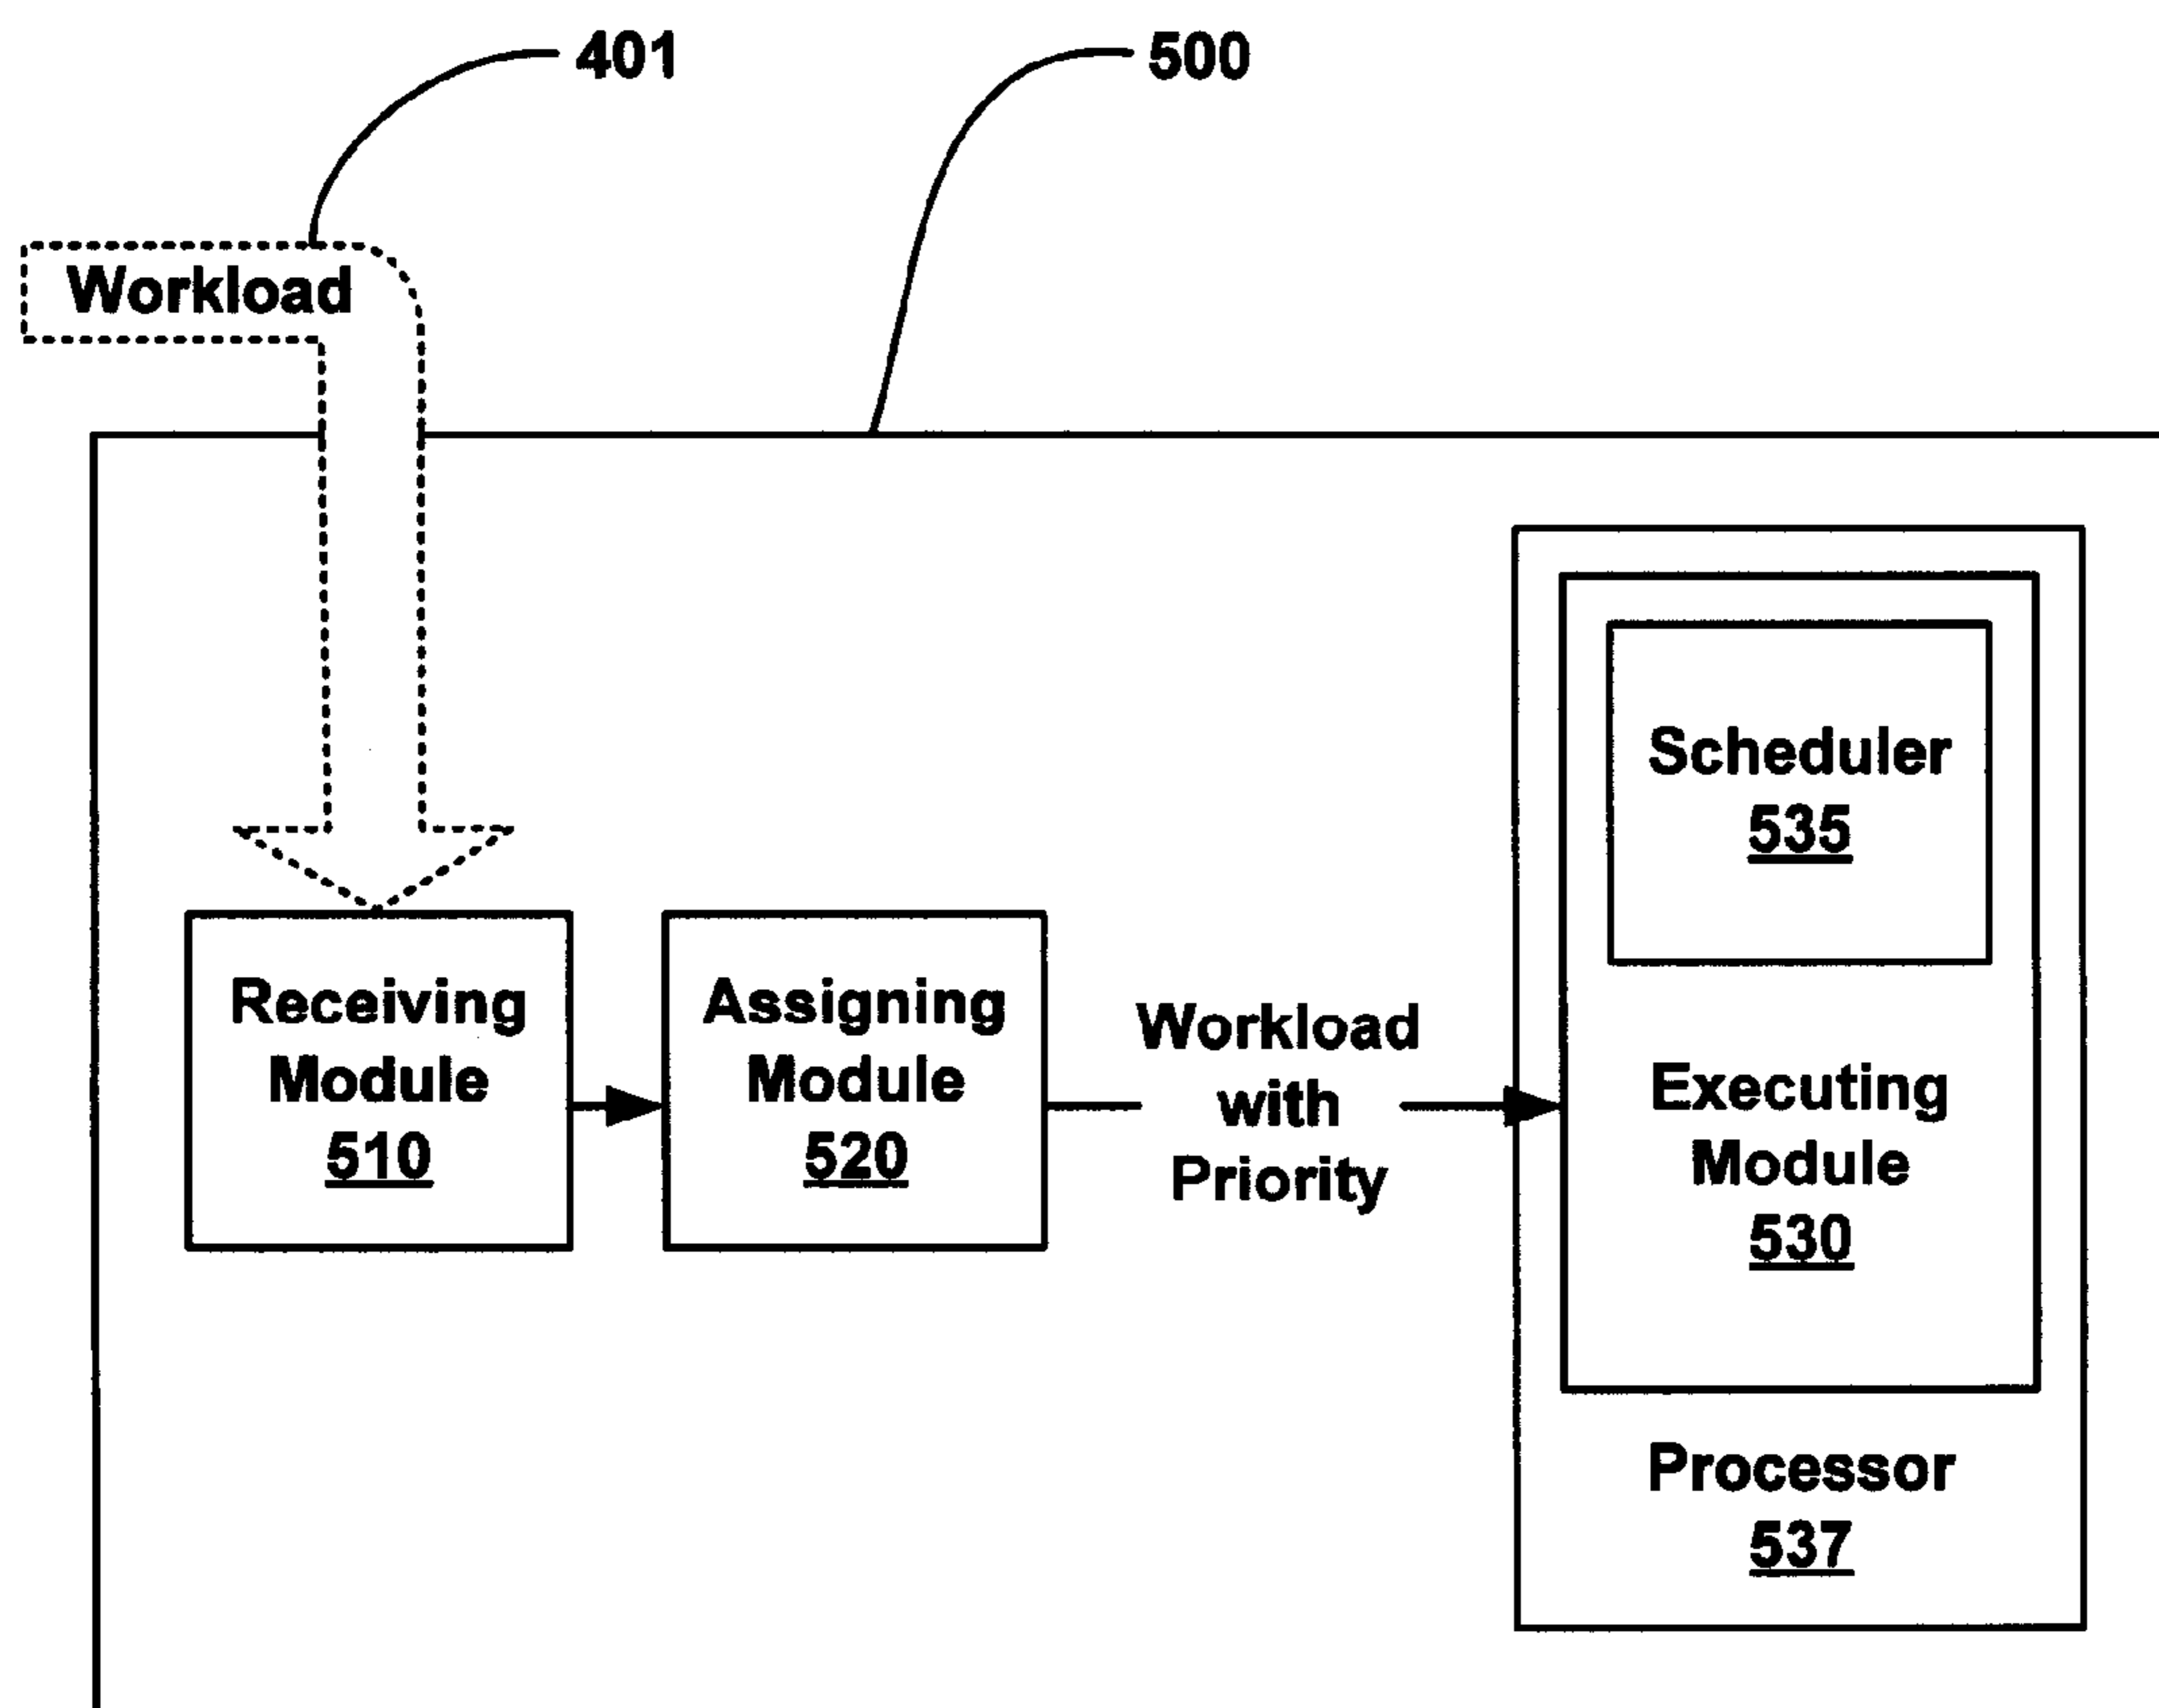 401
500
Workload
Scheduler
535
Receiving
Module
510
Assigning
Module
520
Workload
with
Priority
Executing
Module
530
Processor
537